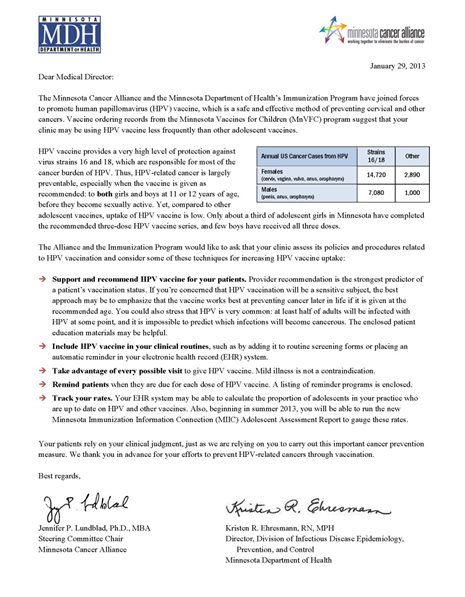 MINNESOTA
MDH
DEPARTMENT OF HEALTH
minnesota cancer alliance
working together to eliminate the burden of cancer
January 29, 2013
Dear Medical Director:
The Minnesota Cancer Alliance and the Minnesota Department of Health's Immunization Program have joined forces
to promote human papillomavirus (HPV) vaccine, which is a safe and effective method of preventing cervical and other
cancers. Vaccine ordering records from the Minnesota Vaccines for Children (MnVFC) program suggest that your
clinic may be using HPV vaccine less frequently than other adolescent vaccines.
HPV vaccine provides a very high level of protection against
virus strains 16 and 18, which are responsible for most of the
cancer burden of HPV. Thus, HPV-related cancer is largely
preventable, especially when the vaccine is given as
recommended: to both girls and boys at 11 or 12 years of age,
before they become sexually active. Yet, compared to other
adolescent vaccines, uptake of HPV vaccine is low. Only about a third of adolescent girls in Minnesota have completed
the recommended three-dose HPV vaccine series, and few boys have received all three doses.
Annual US Cancer Cases from HPV Strains 16/18 Other
Females 14,720 2,890
(cervix, vagina, vulva, anus, oropharynx)
Males 7,080 1,000
(penis, anus, oropharynx)
The Alliance and the Immunization Program would like to ask that your clinic assess its policies and procedures related
to HPV vaccination and consider some of these techniques for increasing HPV vaccine uptake:
→ Support and recommend HPV vaccine for your patients. Provider recommendation is the strongest predictor of
a patient's vaccination status. If you're concerned that HPV vaccination will be a sensitive subject, the best
approach may be to emphasize that the vaccine works best at preventing cancer later in life if it is given at the
recommended age. You could also stress that HPV is very common: at least half of adults will be infected with
HPV at some point, and it is impossible to predict which infections will become cancerous. The enclosed patient
education materials may be helpful.
→ Include HPV vaccine in your clinical routines, such as by adding it to routine screening forms or placing an
automatic reminder in your electronic health record (EHR) system.
→ Take advantage of every possible visit to give HPV vaccine. Mild illness is not a contraindication.
→ Remind patients when they are due for each dose of HPV vaccine. A listing of reminder programs is enclosed.
→ Track your rates. Your EHR system may be able to calculate the proportion of adolescents in your practice who
are up to date on HPV and other vaccines. Also, beginning in summer 2013, you will be able to run the new
Minnesota Immunization Information Connection (MIIC) Adolescent Assessment Report to gauge these rates.
Your patients rely on your clinical judgment, just as we are relying on you to carry out this important cancer prevention
measure. We thank you in advance for your efforts to prevent HPV-related cancers through vaccination.
Best regards,
Kristen R. Ehresmann
Jennifer P. Lundblad, Ph.D., MBA
Steering Committee Chair
Minnesota Cancer Alliance
Kristen R. Ehresmann, RN, MPH
Director, Division of Infectious Disease Epidemiology,
Prevention, and Control
Minnesota Department of Health